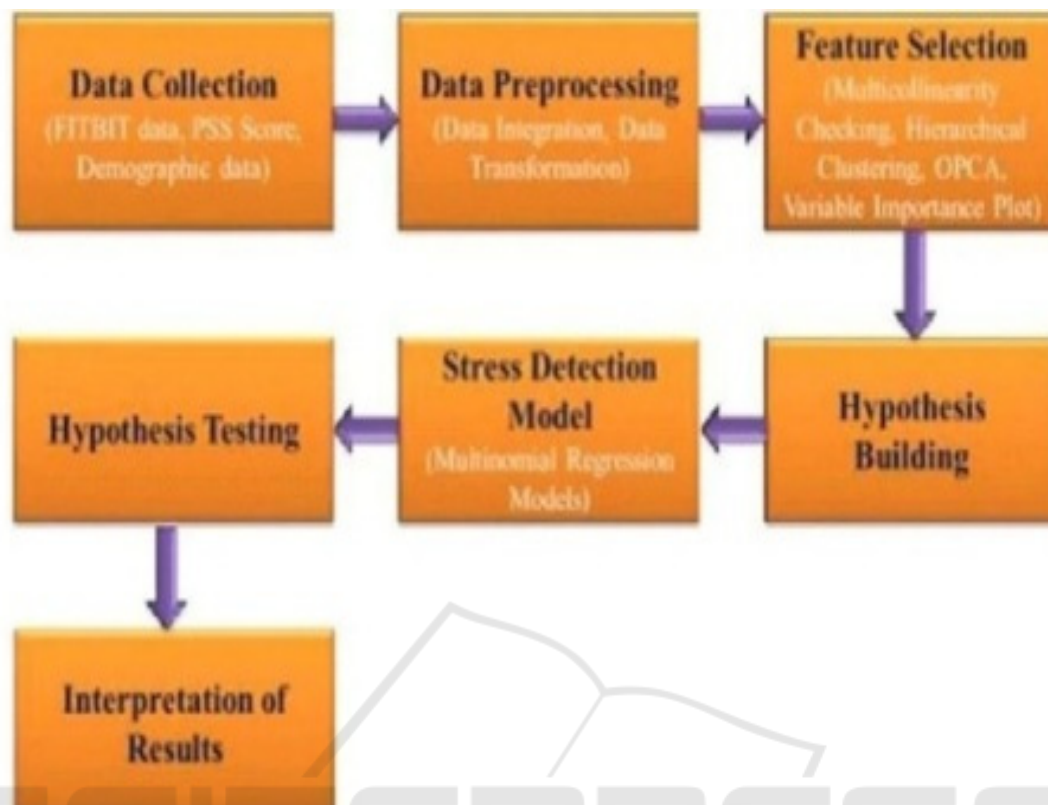 Data Collection
(FITBIT data, PSS Score,
Demographic data)
Data Preprocessing
(Data Integration, Data
Transformation)
Feature Selection
(Multicollinearity
Checking, Hierarchical
Clustering, OPCA,
Variable Importance Plot)
Hypothesis
Building
Stress Detection
Model
(Multinomial Regression
Models)
Hypothesis Testing
Interpretation of
Results